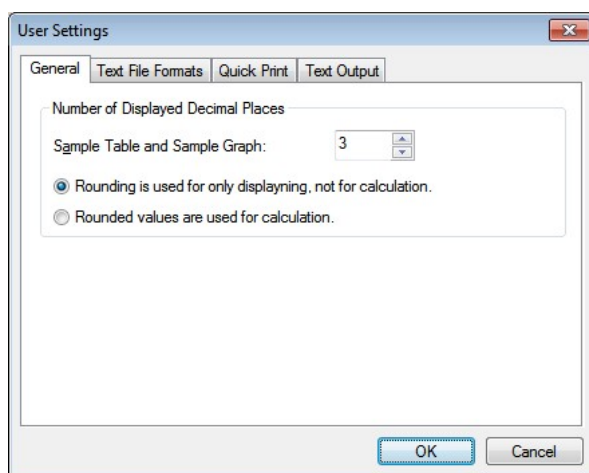 User Settings
General Text File Formats Quick Print Text Output
Number of Displayed Decimal Places
Sample Table and Sample Graph: 3
Rounding is used for only displayning, not for calculation.
Rounded values are used for calculation.
OK Cancel